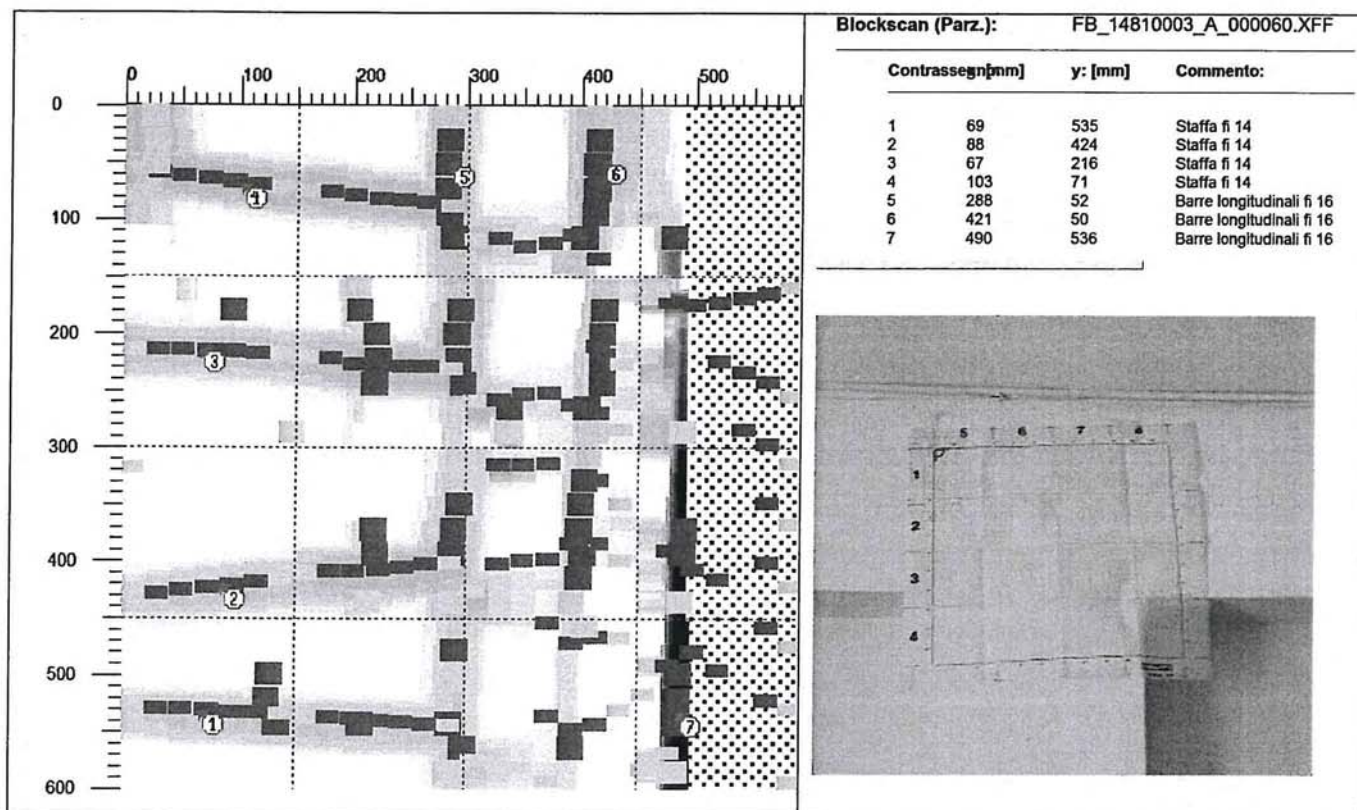 Blockscan (Parz.): FB_14810003_A_000060.XFF
Contrassegno: [mm] y: [mm] Commento:
1 69 535 Staffa fi 14
2 88 424 Staffa fi 14
3 67 216 Staffa fi 14
4 103 71 Staffa fi 14
5 288 52 Barre longitudinali fi 16
6 421 50 Barre longitudinali fi 16
7 490 536 Barre longitudinali fi 16
0 100 200 300 400 500
0
100
200
300
400
500
600
4
5
6
3
2
1
7
5 6 7 8
1
2
3
4